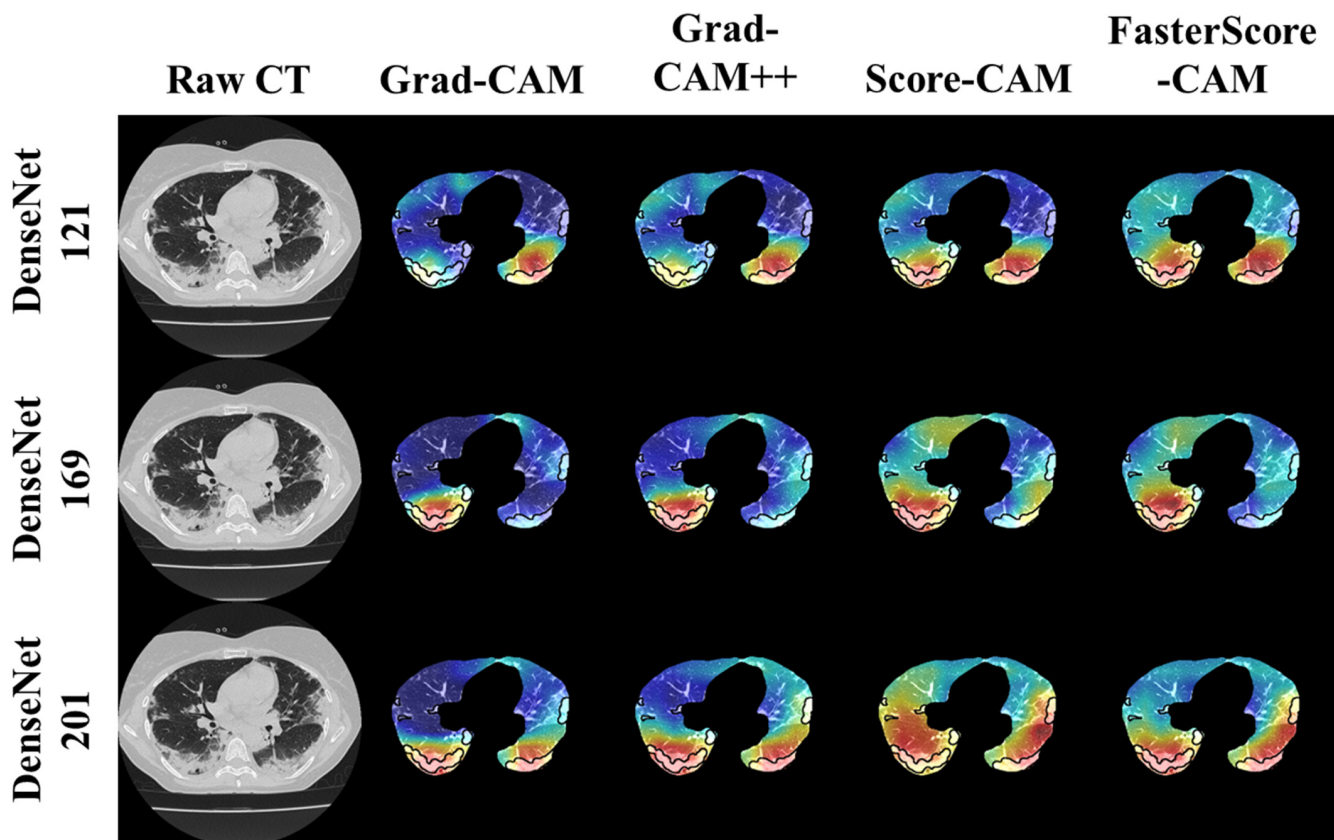 Raw CT
Grad-CAM
Grad-
CAM++
Score-CAM
FasterScore
-CAM
DenseNet
121
DenseNet
169
DenseNet
201